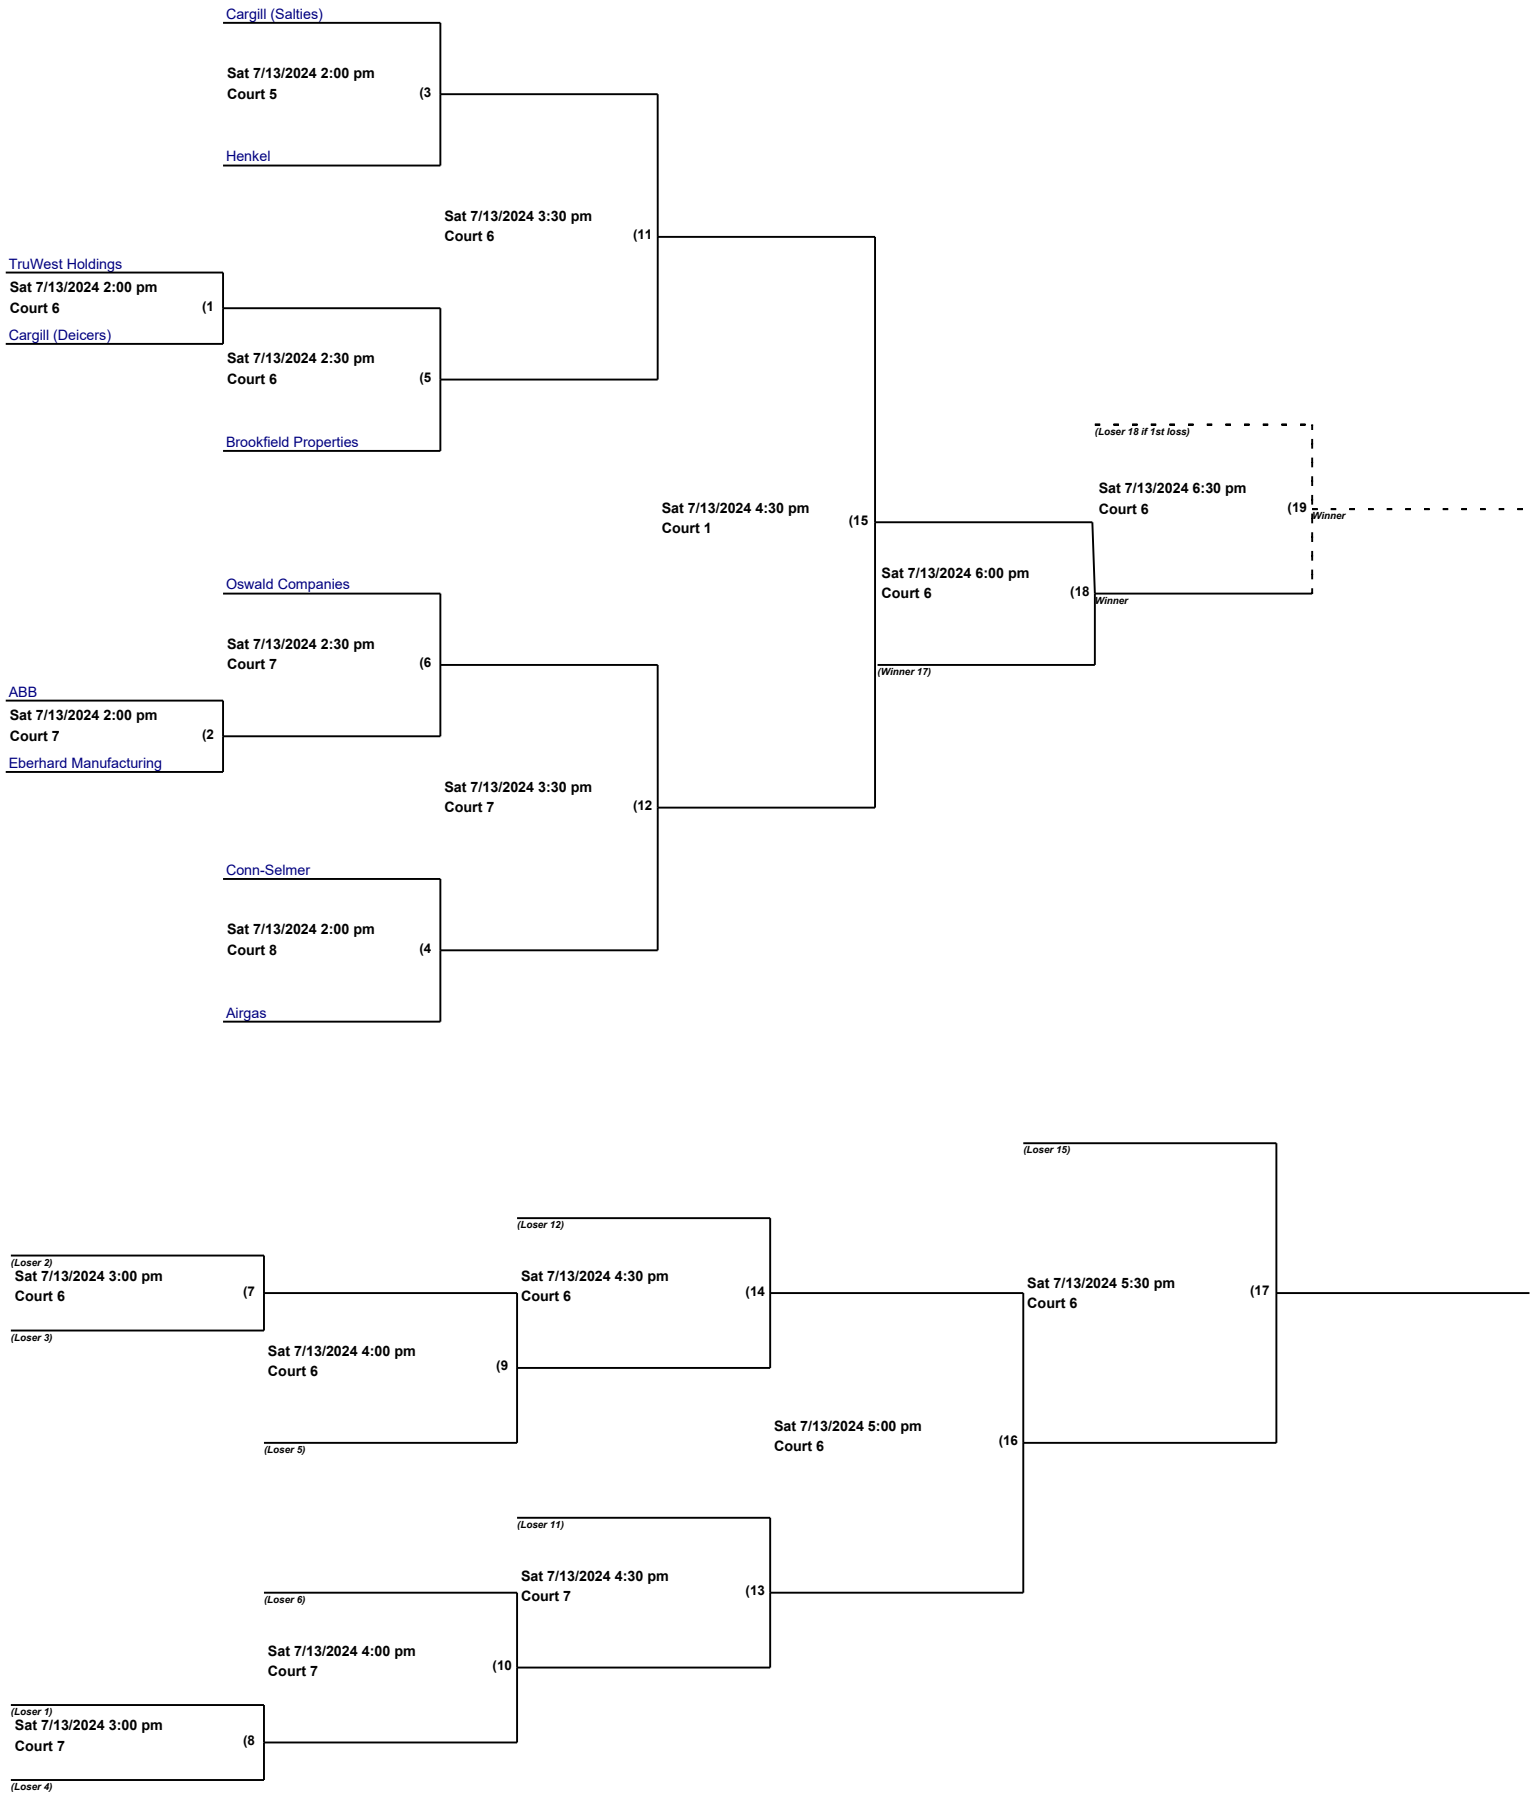 Cargill (Salties)
Sat 7/13/2024 2:00 pm
Court 5
(3
Henkel
Sat 7/13/2024 3:30 pm
Court 6
(11
TruWest Holdings
Sat 7/13/2024 2:00 pm
Court 6
(1
Cargill (Deicers)
Sat 7/13/2024 2:30 pm
Court 6
(5
Brookfield Properties
(Loser 18 if 1st loss)
Sat 7/13/2024 6:30 pm
Court 6
(19
Winner
Sat 7/13/2024 4:30 pm
Court 1
(15
Sat 7/13/2024 6:00 pm
Court 6
(18
Winner
(Winner 17)
Oswald Companies
Sat 7/13/2024 2:30 pm
Court 7
(6
ABB
Sat 7/13/2024 2:00 pm
Court 7
(2
Eberhard Manufacturing
Sat 7/13/2024 3:30 pm
Court 7
(12
Conn-Selmer
Sat 7/13/2024 2:00 pm
Court 8
(4
Airgas
(Loser 15)
(Loser 12)
(Loser 2)
Sat 7/13/2024 3:00 pm
Court 6
(7
(Loser 3)
Sat 7/13/2024 4:30 pm
Court 6
(14
Sat 7/13/2024 5:30 pm
Court 6
(17
Sat 7/13/2024 4:00 pm
Court 6
(9
(Loser 5)
Sat 7/13/2024 5:00 pm
Court 6
(16
(Loser 11)
Sat 7/13/2024 4:30 pm
Court 7
(13
(Loser 6)
Sat 7/13/2024 4:00 pm
Court 7
(10
(Loser 1)
Sat 7/13/2024 3:00 pm
Court 7
(8
(Loser 4)